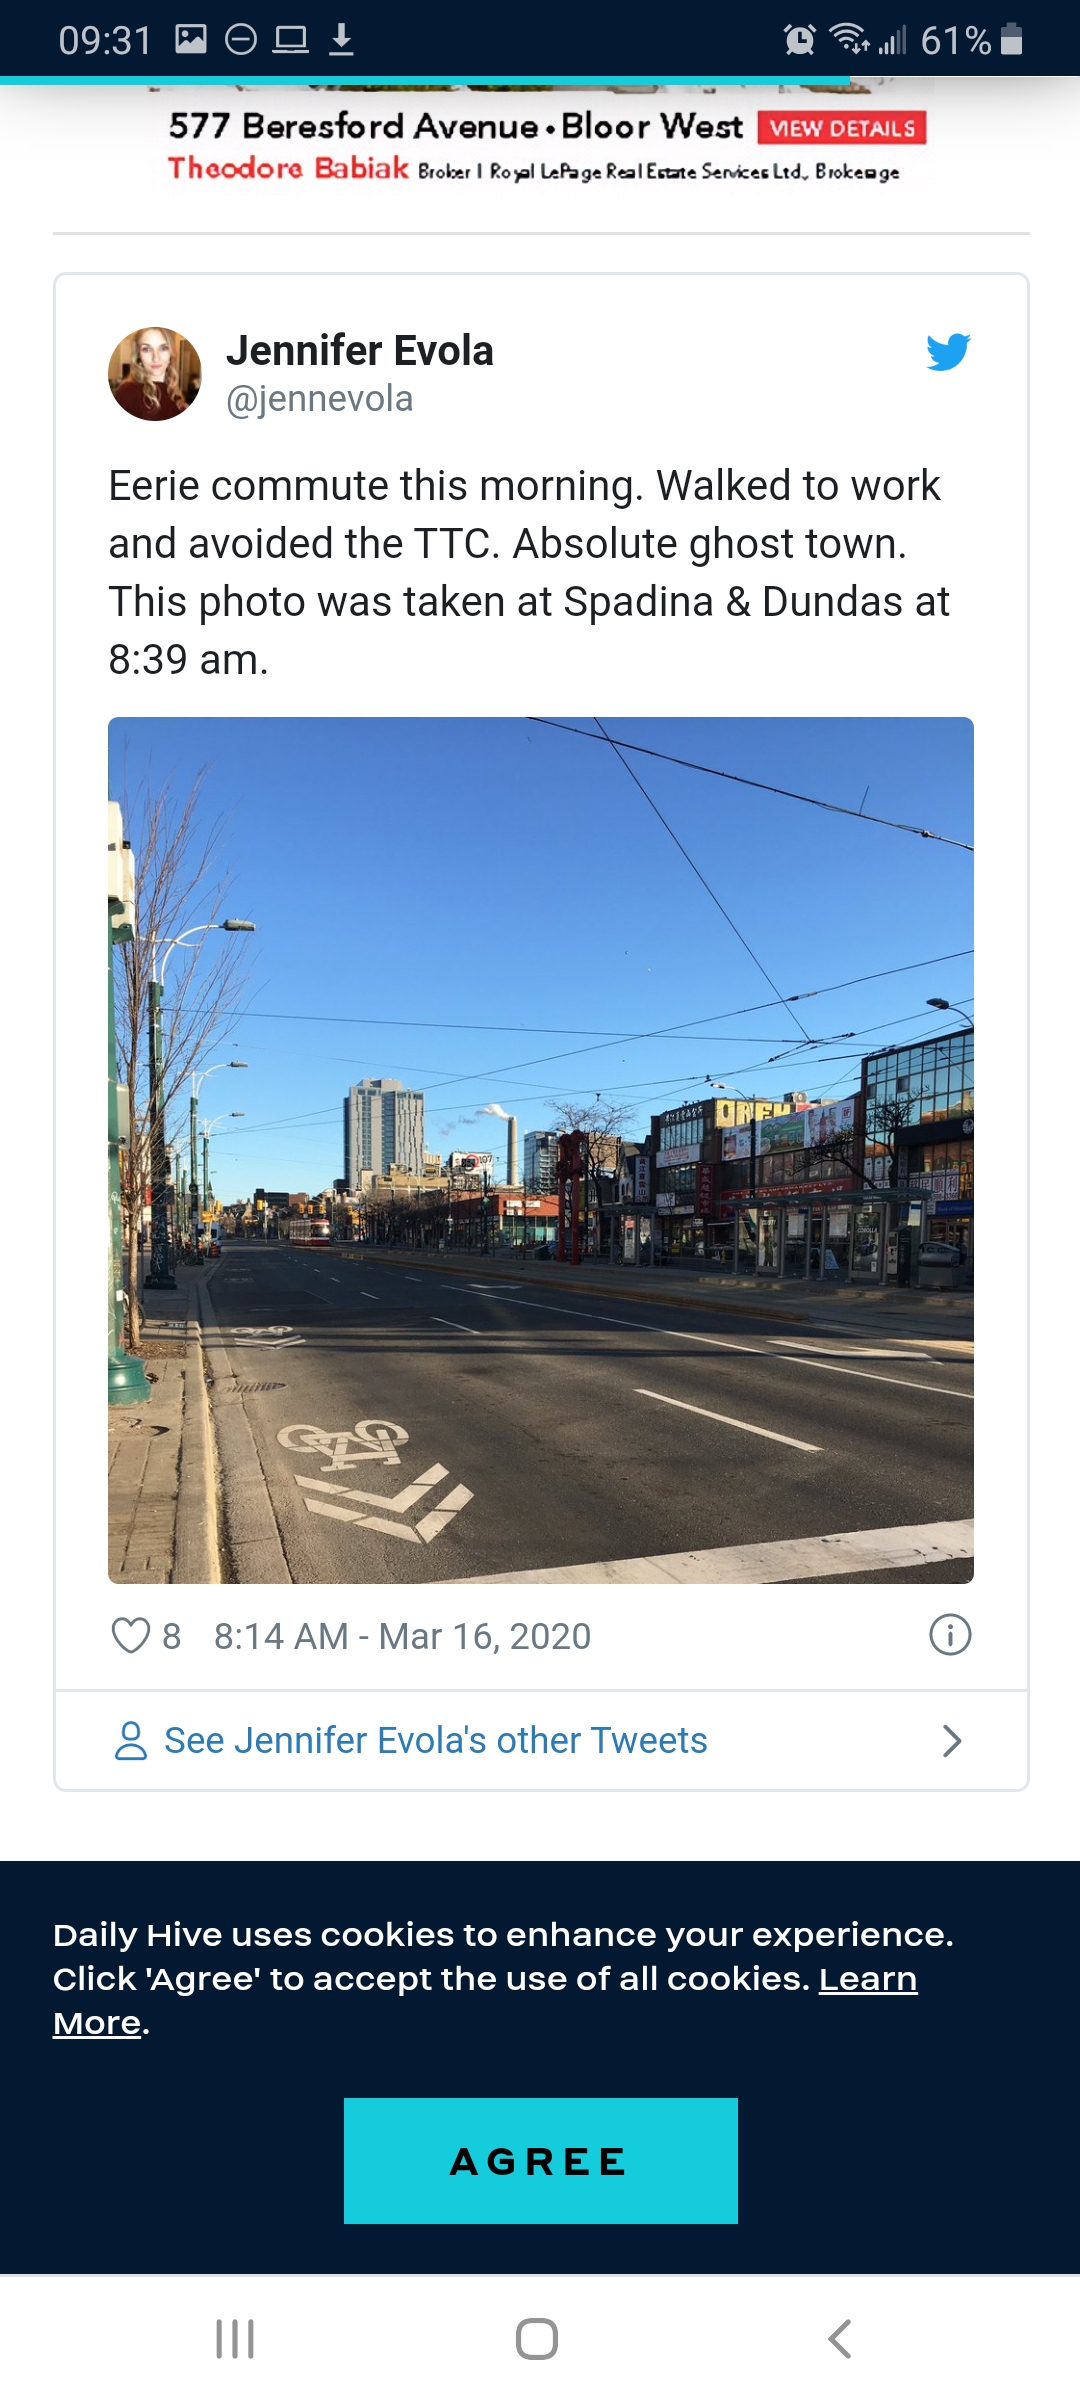 09:31
61%
577 Beresford Avenue • Bloor West VIEW DETAILS
Theodore Babiak Broker | Royal LePage Real Estate Services Ltd., Brokerage
Jennifer Evola
@jennevola
Eerie commute this morning. Walked to work
and avoided the TTC. Absolute ghost town.
This photo was taken at Spadina & Dundas at
8:39 am.
8 8:14 AM - Mar 16, 2020
See Jennifer Evola's other Tweets
Daily Hive uses cookies to enhance your experience.
Click 'Agree' to accept the use of all cookies. Learn
More.
AGREE